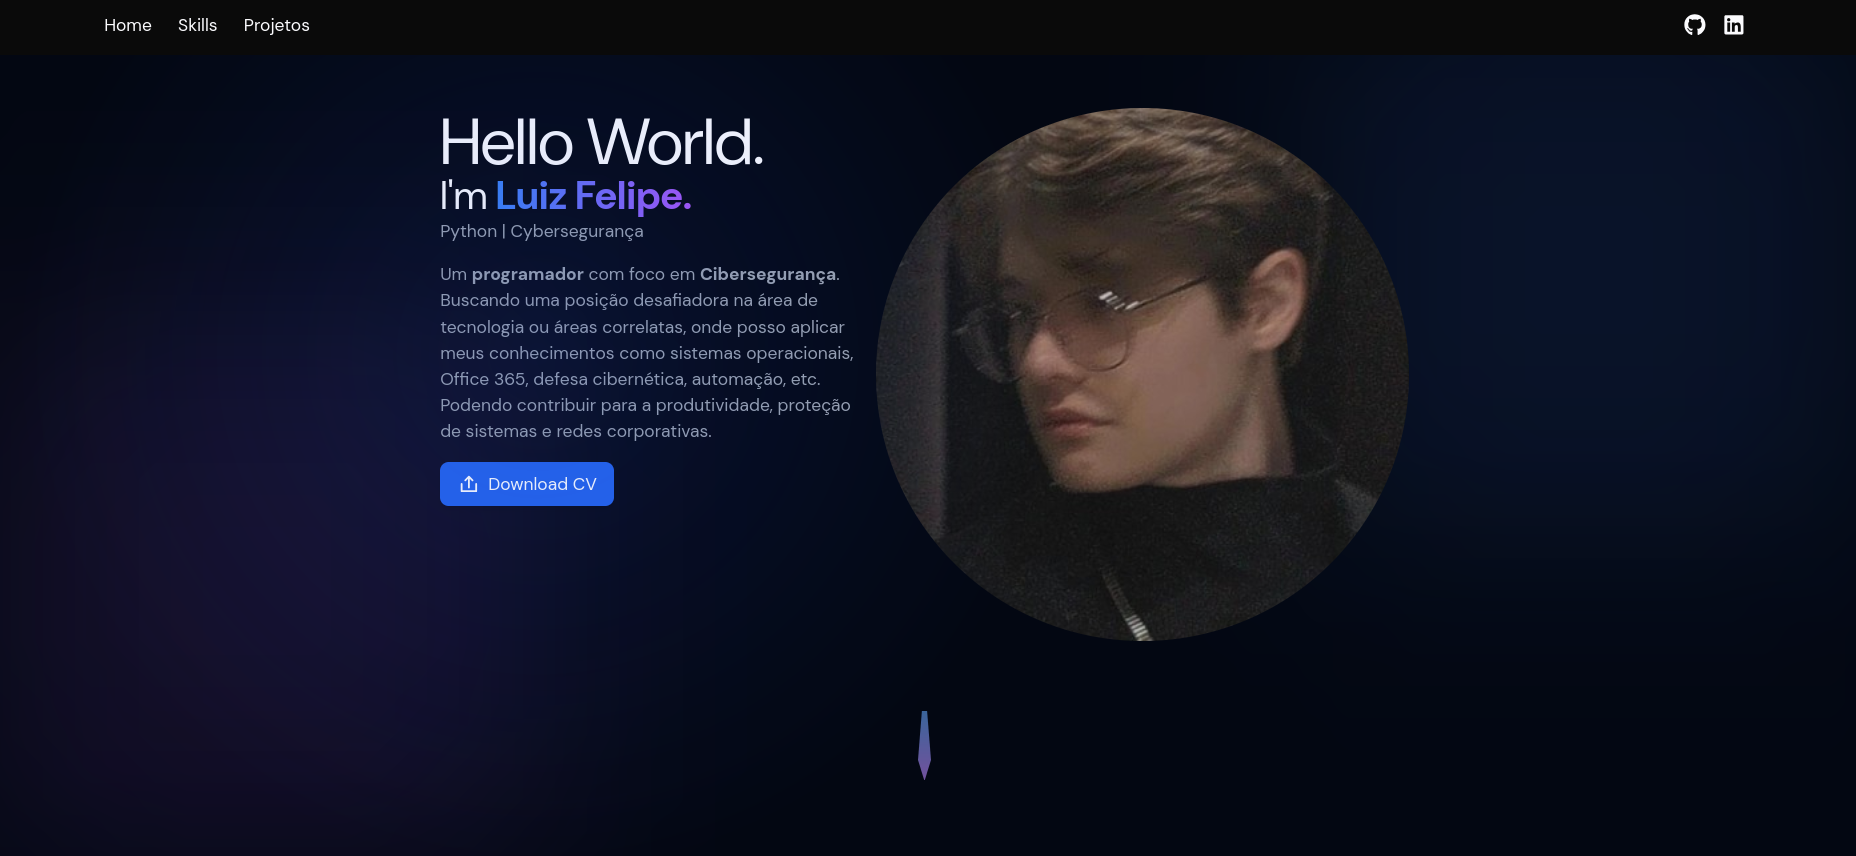 Home Skills Projetos
Hello World.
I'm Luiz Felipe.
Python | Cybersegurança
Um programador com foco em Cibersegurança.
Buscando uma posição desafiadora na área de
tecnologia ou áreas correlatas, onde posso aplicar
meus conhecimentos como sistemas operacionais,
Office 365, defesa cibernética, automação, etc.
Podendo contribuir para a produtividade, proteção
de sistemas e redes corporativas.
Download CV